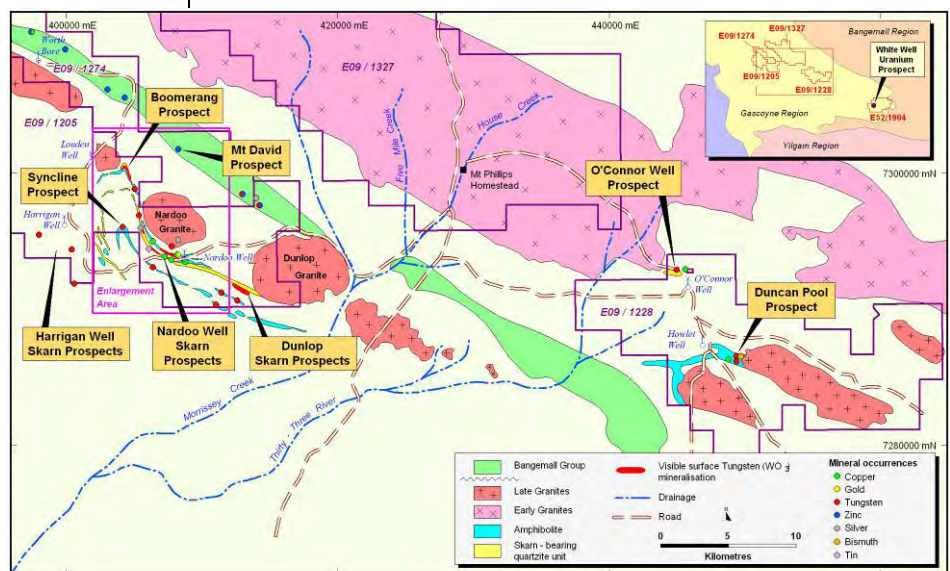 400000 mE
420000 mE
440000 mE
Worth
Bore
E09 / 1274
E09 / 1327
E09 / 1205
Boomerang
Prospect
Louden
Well
Mt David
Prospect
Syncline
Prospect
Harrigan
Well
Nardoo
Granite
Nardoo Well
Enlargement
Area
Dunlop
Granite
Harrigan Well
Skarn Prospects
Nardoo Well
Skarn
Prospects
Dunlop
Skarn Prospects
Five Mile Creek
House Creek
Mt Phillips
Homestead
Morrissey Creek
Thirty - Three River
O'Connor Well
Prospect
7300000 mN
O'Connor
Well
E09 / 1228
Duncan Pool
Prospect
Howlet
Well
7280000 mN
E09/1274
E09/1327
Bangemall Region
White Well
Uranium
Prospect
E09/1205
E09/1228
Gascoyne Region
E52/1904
Yilgarn Region
Bangemall Group
Late Granites
Early Granites
Amphibolite
Skarn - bearing
quartzite unit
Visible surface Tungsten (WO 3)
mineralisation
Drainage
Road
0 5 10
Kilometres
Mineral occurrences
Copper
Gold
Tungsten
Zinc
Silver
Bismuth
Tin